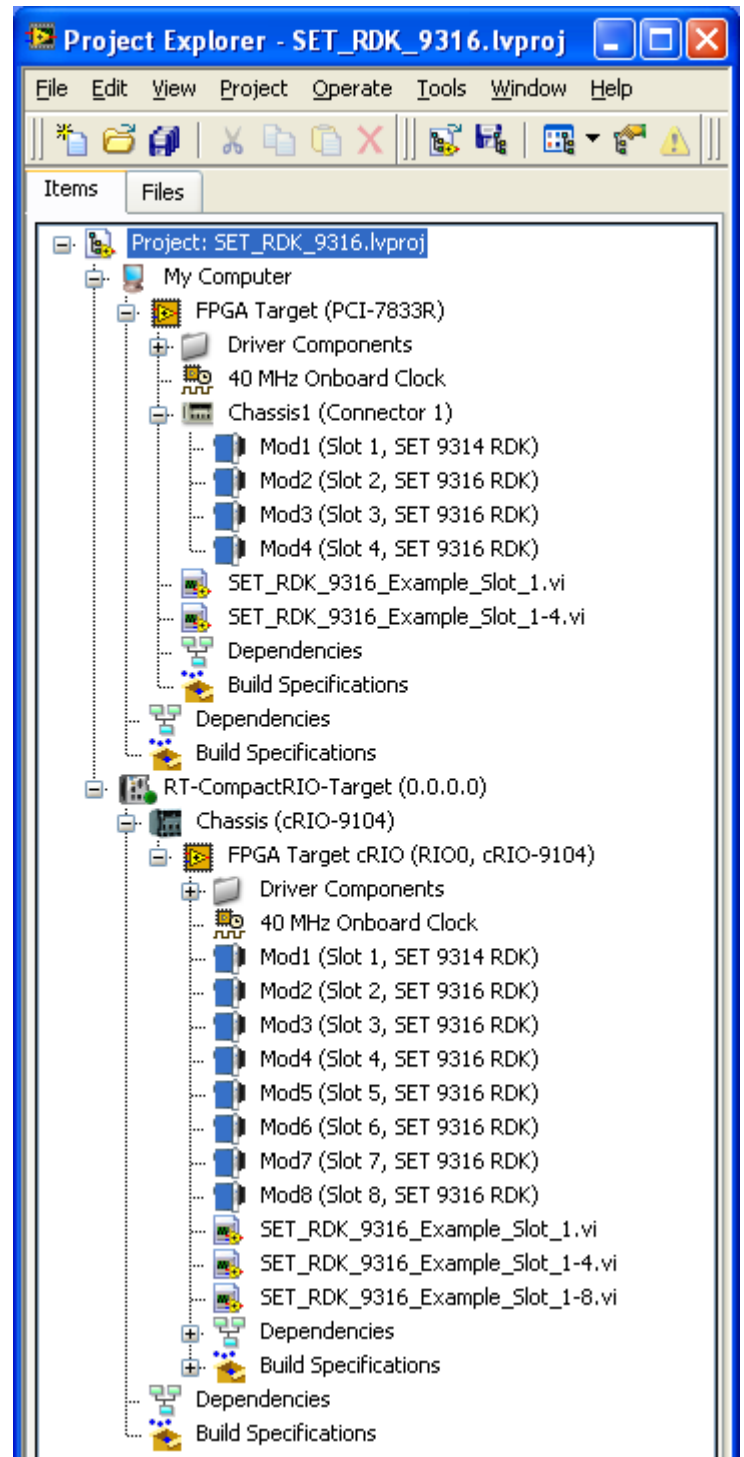 Project Explorer - SET_RDK_9316.lvproj
File Edit View Project Operate Tools Window Help
Items Files
Project: SET_RDK_9316.lvproj
My Computer
FPGA Target (PCI-7833R)
Driver Components
40 MHz Onboard Clock
Chassis1 (Connector 1)
Mod1 (Slot 1, SET 9314 RDK)
Mod2 (Slot 2, SET 9316 RDK)
Mod3 (Slot 3, SET 9316 RDK)
Mod4 (Slot 4, SET 9316 RDK)
SET_RDK_9316_Example_Slot_1.vi
SET_RDK_9316_Example_Slot_1-4.vi
Dependencies
Build Specifications
Dependencies
Build Specifications
RT-CompactRIO-Target (0.0.0.0)
Chassis (cRIO-9104)
FPGA Target cRIO (RIO0, cRIO-9104)
Driver Components
40 MHz Onboard Clock
Mod1 (Slot 1, SET 9314 RDK)
Mod2 (Slot 2, SET 9316 RDK)
Mod3 (Slot 3, SET 9316 RDK)
Mod4 (Slot 4, SET 9316 RDK)
Mod5 (Slot 5, SET 9316 RDK)
Mod6 (Slot 6, SET 9316 RDK)
Mod7 (Slot 7, SET 9316 RDK)
Mod8 (Slot 8, SET 9316 RDK)
SET_RDK_9316_Example_Slot_1.vi
SET_RDK_9316_Example_Slot_1-4.vi
SET_RDK_9316_Example_Slot_1-8.vi
Dependencies
Build Specifications
Dependencies
Build Specifications